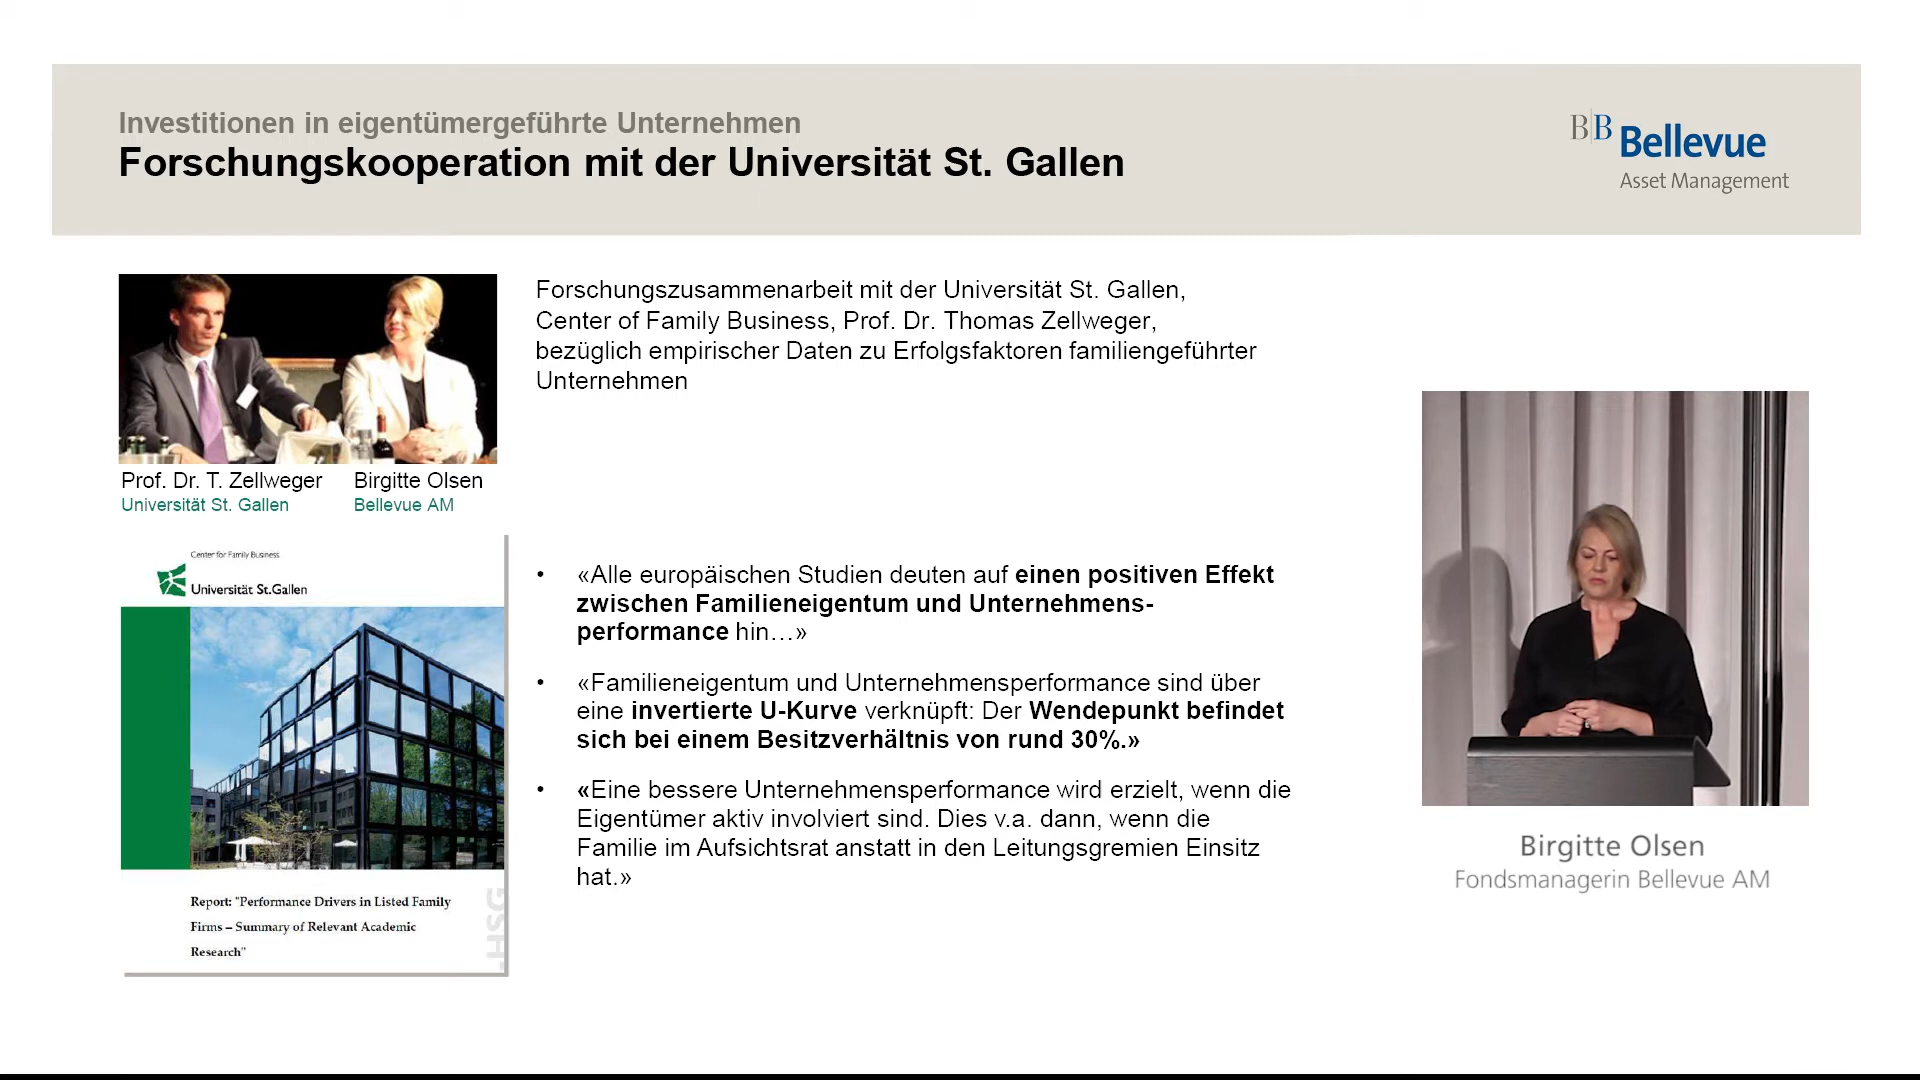 Investitionen in eigentümergeführte Unternehmen
Forschungskooperation mit der Universität St. Gallen
BB Bellevue
Asset Management
Forschungszusammenarbeit mit der Universität St. Gallen,
Center of Family Business, Prof. Dr. Thomas Zellweger,
bezüglich empirischer Daten zu Erfolgsfaktoren familiengeführter
Unternehmen
Prof. Dr. T. Zellweger
Universität St. Gallen
Birgitte Olsen
Bellevue AM
Center for Family Business
Universität St.Gallen
.HSG
Report: "Performance Drivers in Listed Family
Firms – Summary of Relevant Academic
Research"
• «Alle europäischen Studien deuten auf einen positiven Effekt
zwischen Familieneigentum und Unternehmens-
performance hin…»
• «Familieneigentum und Unternehmensperformance sind über
eine invertierte U-Kurve verknüpft: Der Wendepunkt befindet
sich bei einem Besitzverhältnis von rund 30%.»
• «Eine bessere Unternehmensperformance wird erzielt, wenn die
Eigentümer aktiv involviert sind. Dies v.a. dann, wenn die
Familie im Aufsichtsrat anstatt in den Leitungsgremien Einsitz
hat.»
Birgitte Olsen
Fondsmanagerin Bellevue AM